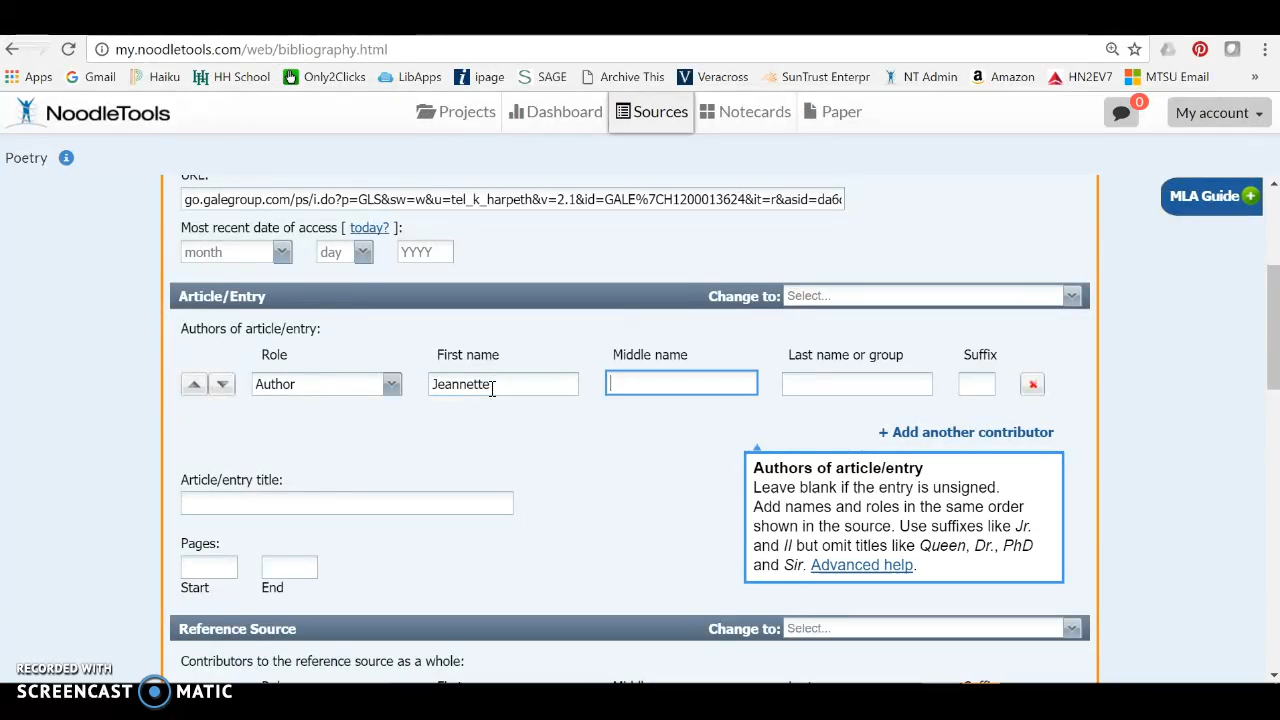 my.noodletools.com/web/bibliography.html
Apps Gmail Haiku HH School Only2Clicks LibApps ipage SAGE Archive This Vercross SunTrust Enterpr NT Admin Amazon HN2EV7 MTSU Email »
NoodleTools Projects Dashboard Sources Notecards Paper 0 My account
Poetry i
MLA Guide
URL:
go.galegroup.com/ps/i.do?p=GLS&sw=w&u=tel_k_harpeth&v=2.1&id=GALE%7CH1200013624&it=r&asid=da6
Most recent date of access [ today? ]:
month day YYYY
Article/Entry Change to: Select...
Authors of article/entry:
Role First name Middle name Last name or group Suffix
Author Jeannette
+ Add another contributor
Authors of article/entry
Leave blank if the entry is unsigned.
Add names and roles in the same order
shown in the source. Use suffixes like Jr.
and II but omit titles like Queen, Dr., PhD
and Sir. Advanced help.
Article/entry title:
Pages:
Start End
Reference Source Change to: Select...
Contributors to the reference source as a whole:
RECORDED WITH
SCREENCAST MATIC